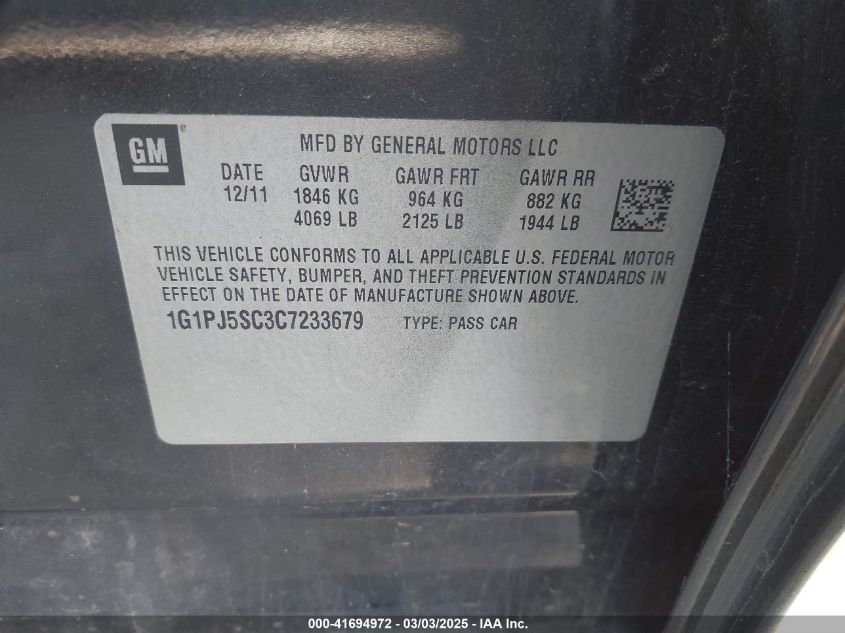 GM®
MFD BY GENERAL MOTORS LLC
DATE GVWR GAWR FRT GAWR RR
12/11 1846 KG 964 KG 882 KG
4069 LB 2125 LB 1944 LB
THIS VEHICLE CONFORMS TO ALL APPLICABLE U.S. FEDERAL MOTOR
VEHICLE SAFETY, BUMPER, AND THEFT PREVENTION STANDARDS IN
EFFECT ON THE DATE OF MANUFACTURE SHOWN ABOVE.
1G1PJ5SC3C7233679 TYPE: PASS CAR
000-41694972 - 03/03/2025 - IAA Inc.